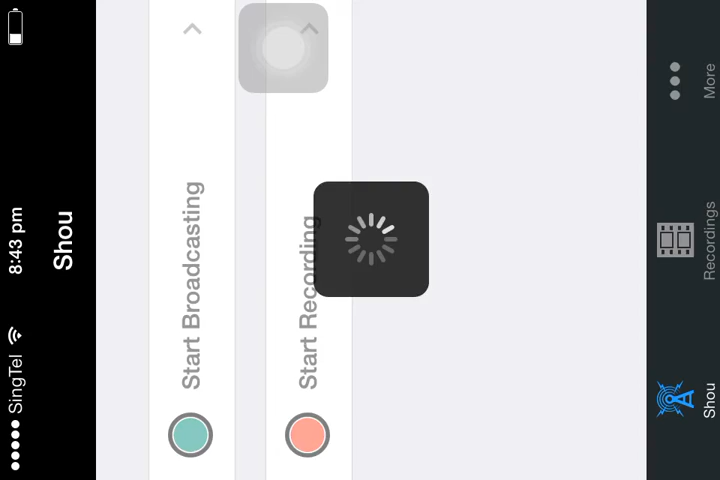 SingTel 8:43 pm
Shou
Start Broadcasting
Start Recording
Shou Recordings More